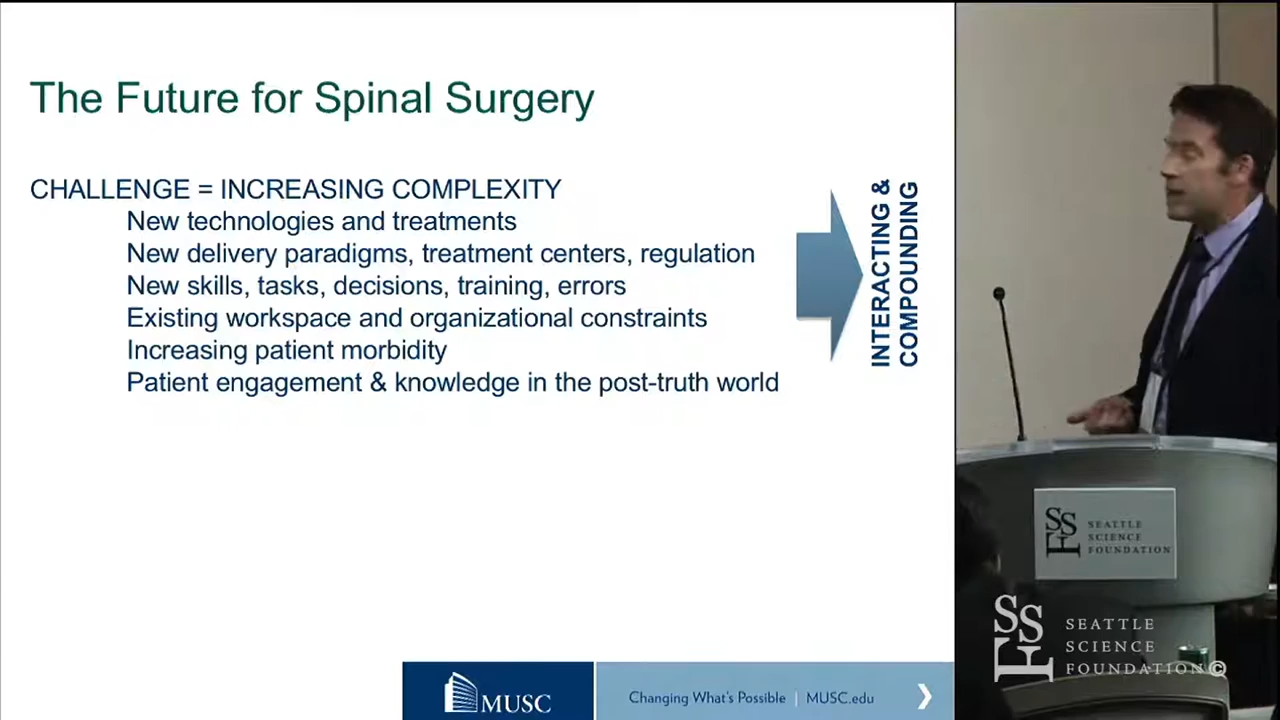 The Future for Spinal Surgery
CHALLENGE = INCREASING COMPLEXITY
New technologies and treatments
New delivery paradigms, treatment centers, regulation
New skills, tasks, decisions, training, errors
Existing workspace and organizational constraints
Increasing patient morbidity
Patient engagement & knowledge in the post-truth world
INTERACTING &
COMPOUNDING
MUSC
Changing What's Possible | MUSC.edu
SSF
SEATTLE
SCIENCE
FOUNDATION
SSF
SEATTLE
SCIENCE
FOUNDATION©